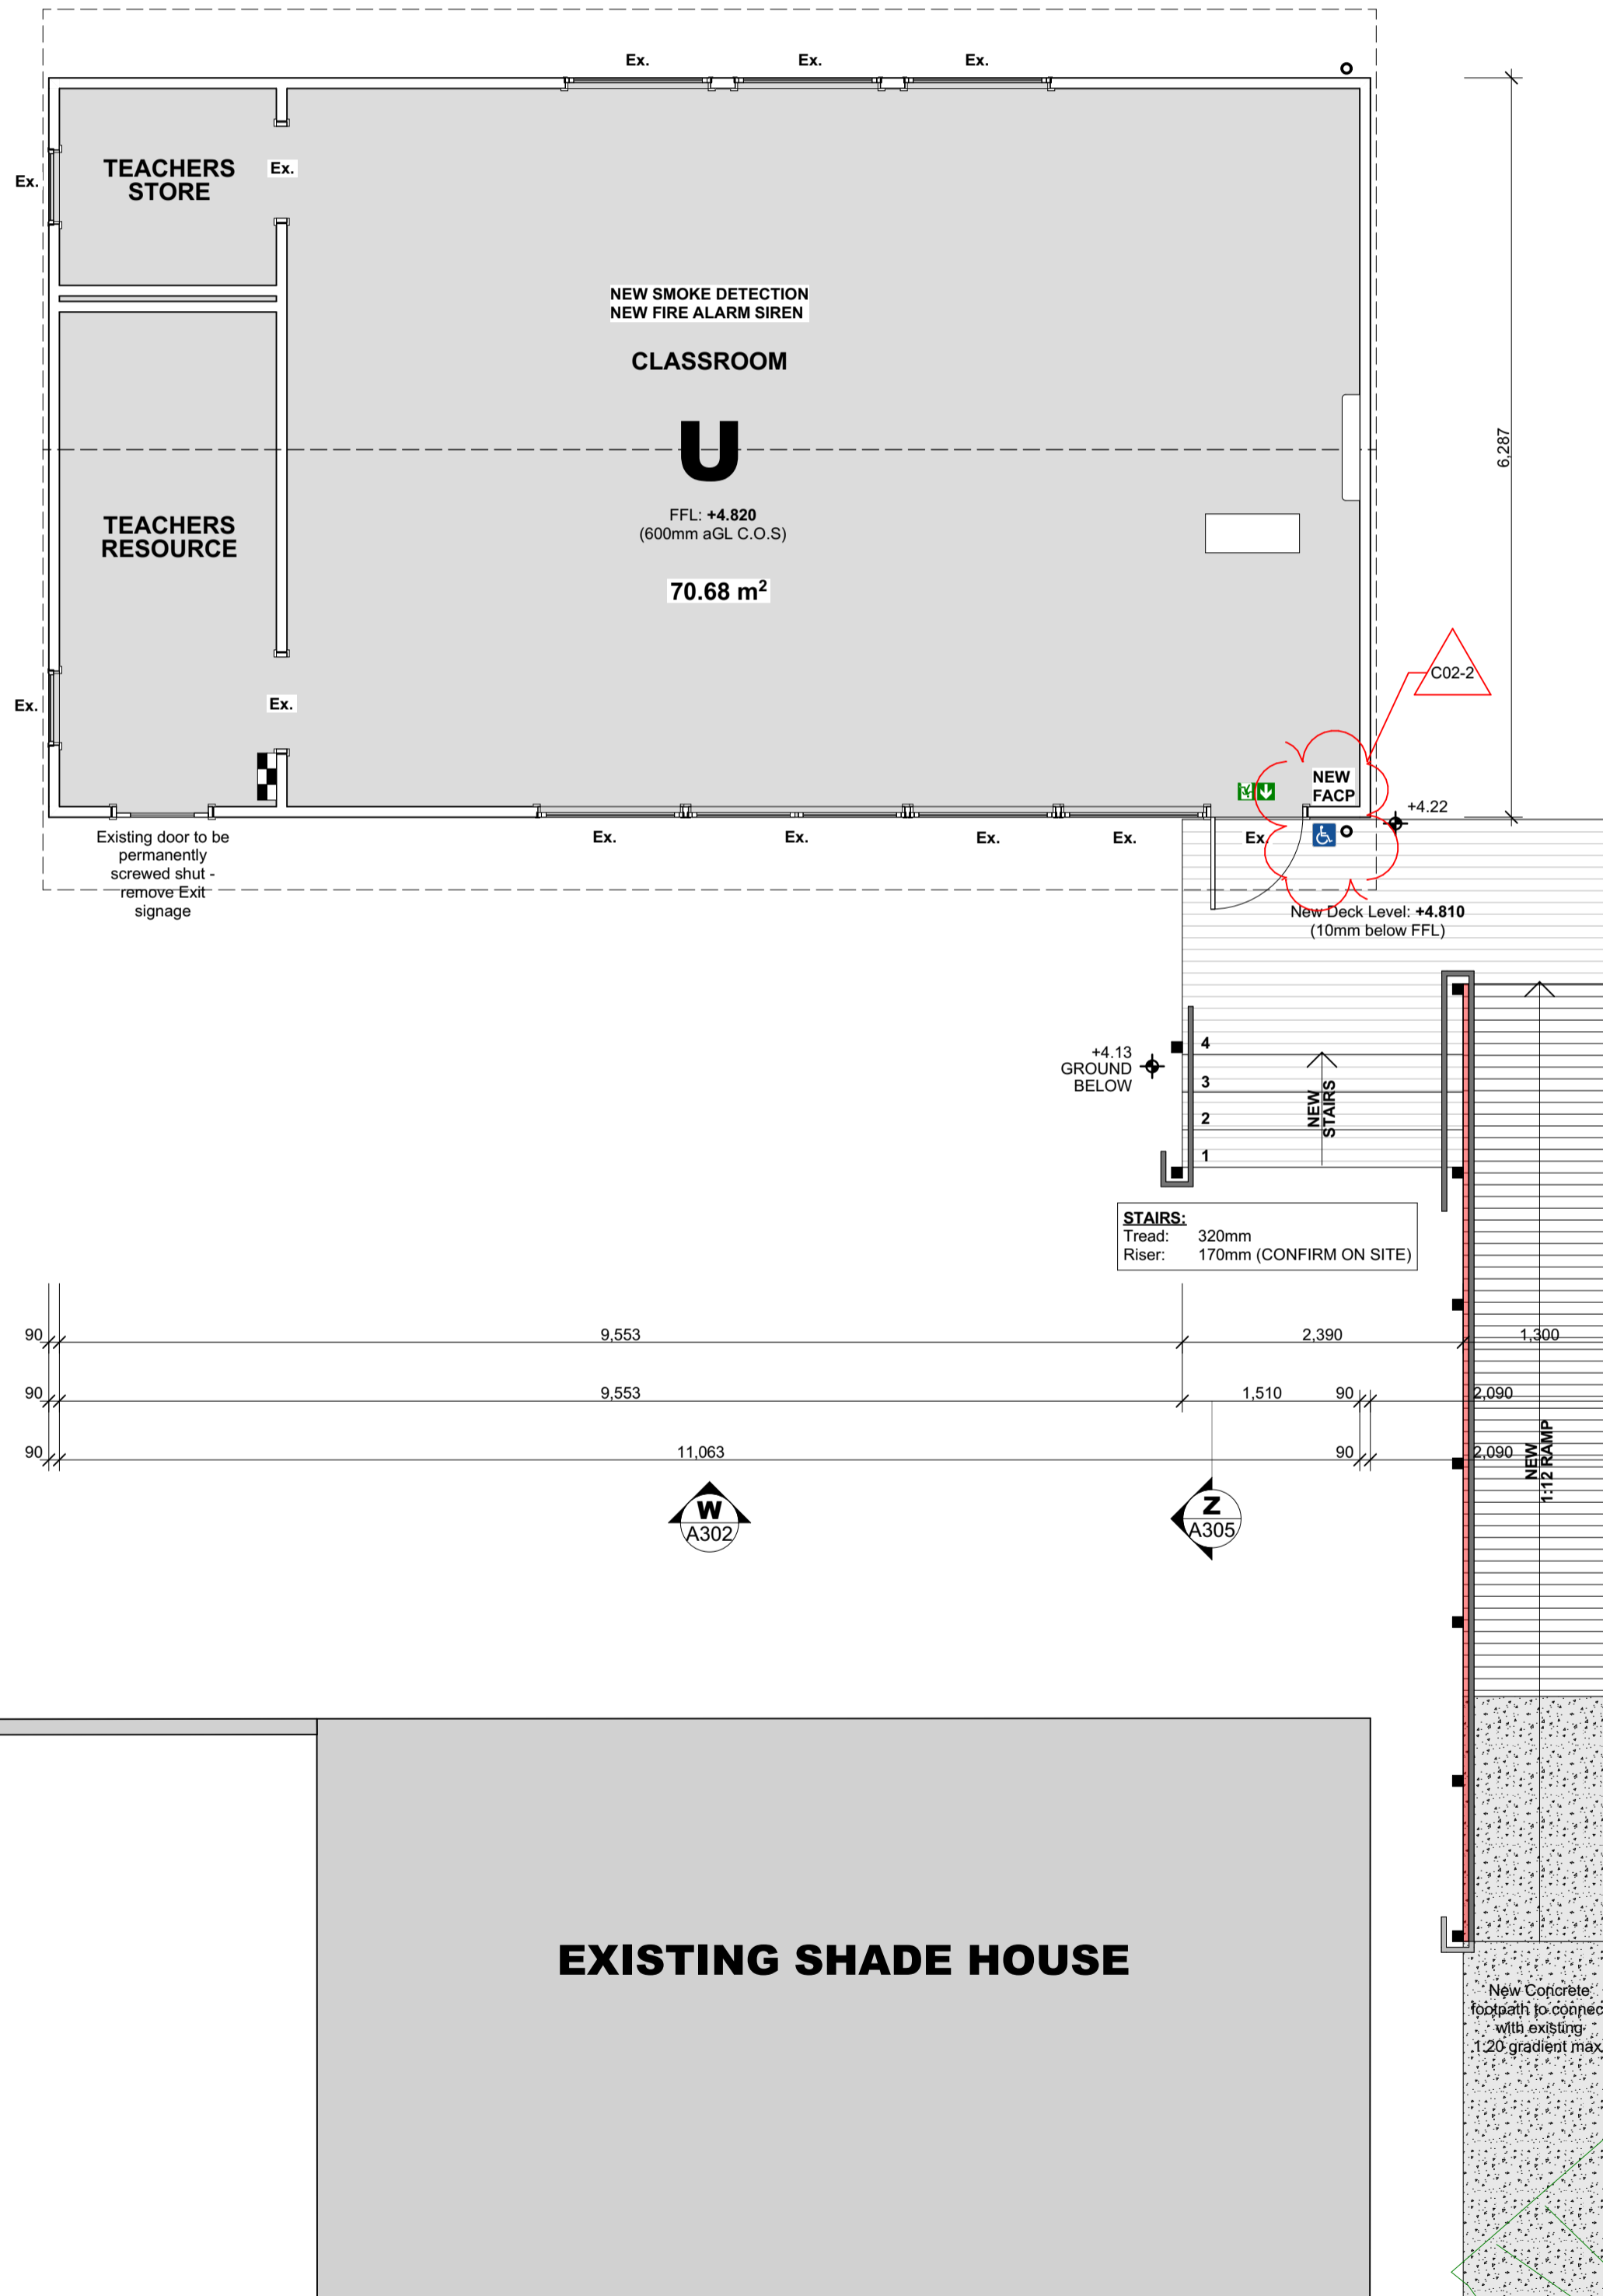 Ex.
Ex.
Ex.
TEACHERS
STORE
Ex.
Ex.
NEW SMOKE DETECTION
NEW FIRE ALARM SIREN
CLASSROOM
U
6,287
TEACHERS
RESOURCE
FFL: +4.820
(600mm aGL C.O.S)
70.68 m²
C02-2
Ex.
Ex.
NEW
FACP
+4.22
Existing door to be
permanently
screwed shut -
remove Exit
signage
Ex.
Ex.
Ex.
Ex.
Ex.
New Deck Level: +4.810
(10mm below FFL)
+4.13
GROUND
BELOW
4
3
2
1
NEW
STAIRS
STAIRS:
Tread: 320mm
Riser: 170mm (CONFIRM ON SITE)
90
9,553
2,390
1,300
90
9,553
1,510
90
2,090
90
11,063
90
2,090
NEW
1:12 RAMP
W
A302
Z
A305
EXISTING SHADE HOUSE
New Concrete
footpath to connec
with existing
1:20 gradient max